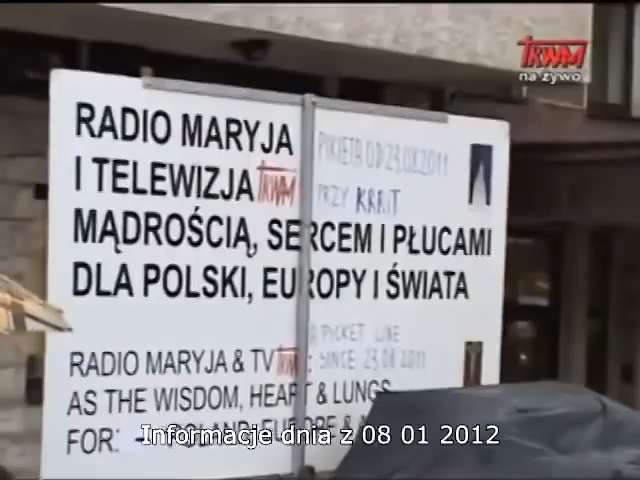 TRWM
na żywo
RADIO MARYJA
PIKIETA OD 23.08.2011
I TELEWIZJA TRWM
PRZY KRRiT
MĄDROŚCIĄ, SERCEM I PŁUCAMI
DLA POLSKI, EUROPY I ŚWIATA
PICKET LINE
RADIO MARYJA & TV TRWM : SINCE 23.08 2011
AS THE WISDOM, HEART & LUNGS
FOR: POLAND, EUROPE &
Informacje dnia z 08 01 2012